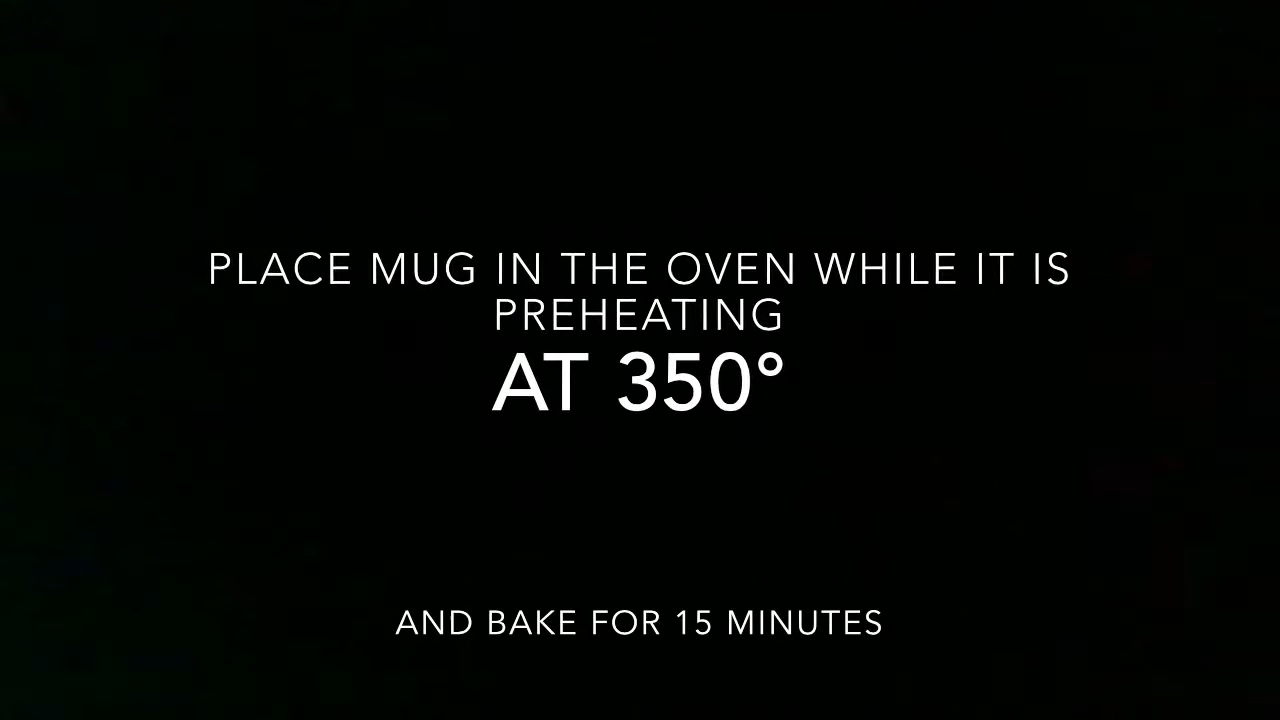 PLACE MUG IN THE OVEN WHILE IT IS
PREHEATING
AT 350°
AND BAKE FOR 15 MINUTES